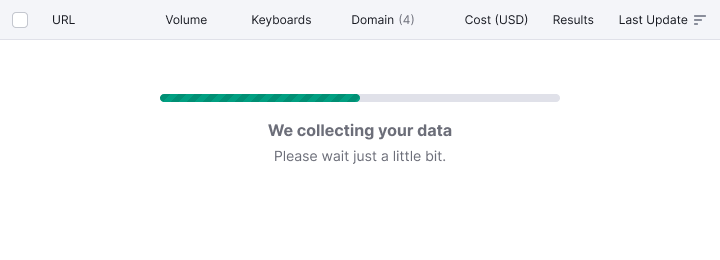 URL Volume Keyboards Domain (4) Cost (USD) Results Last Update
We collecting your data
Please wait just a little bit.